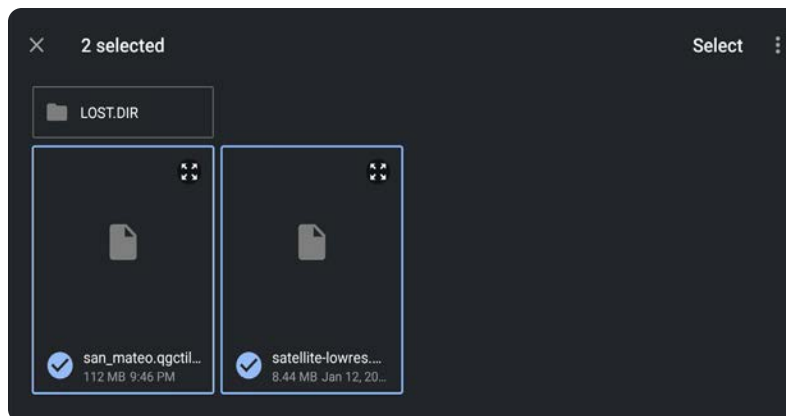 2 selected
Select
LOST.DIR
san_mateo.qgctil...
112 MB 9:46 PM
satellite-lowres....
8.44 MB Jan 12, 20...